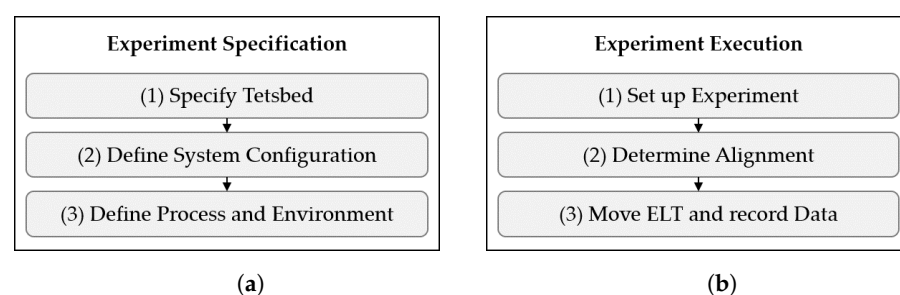 Experiment Specification
(1) Specify Tetsbed
(2) Define System Configuration
(3) Define Process and Environment
(a)
Experiment Execution
(1) Set up Experiment
(2) Determine Alignment
(3) Move ELT and record Data
(b)